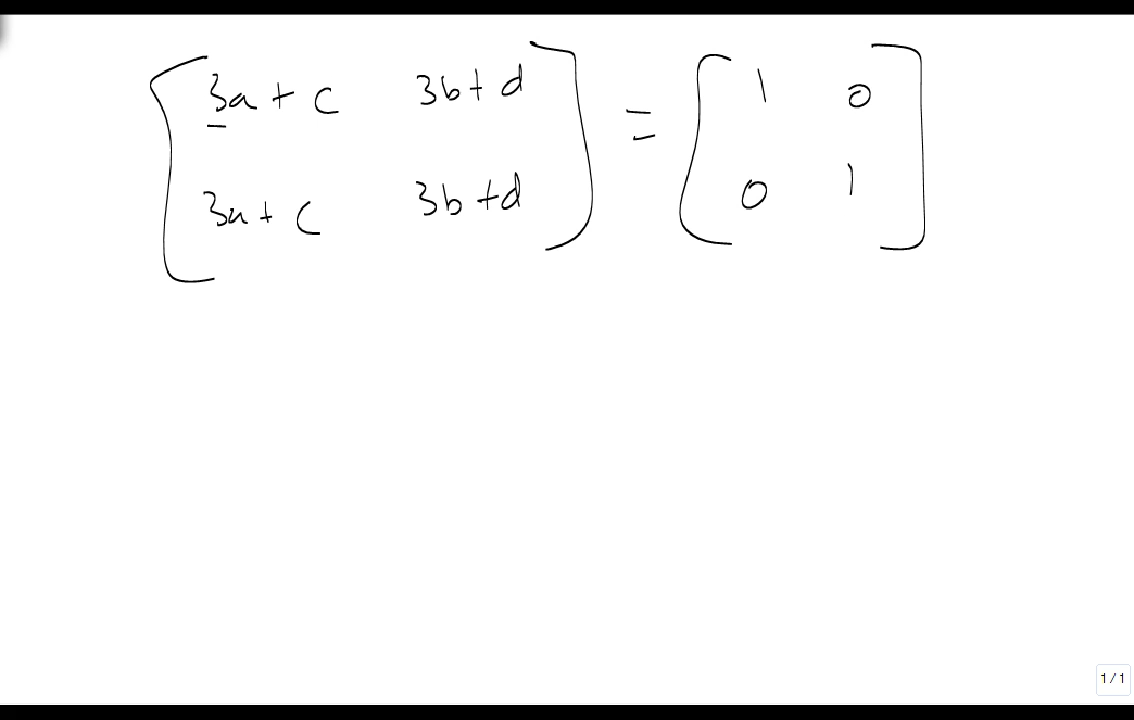 [3a + c 3b + d] = [1 0]
[3a + c 3b + d] [0 1]
1/1